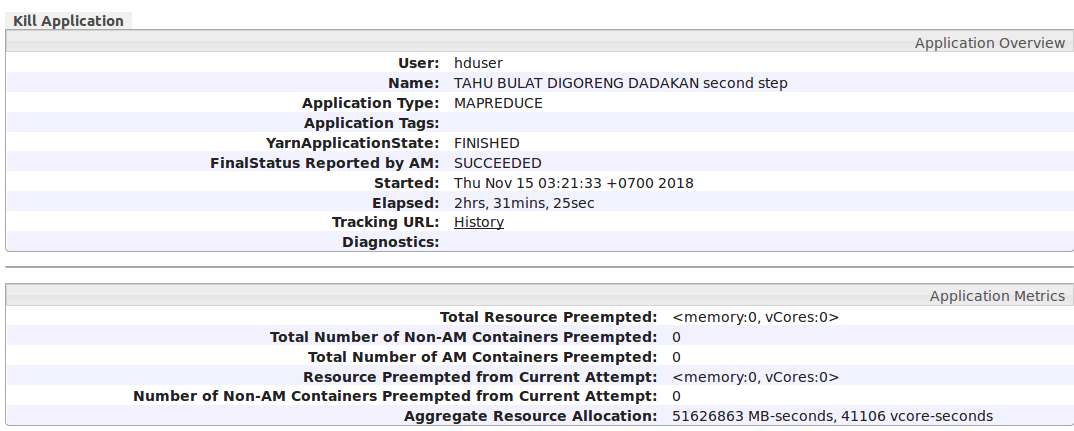 Kill Application
Application Overview
User: hduser
Name: TAHU BULAT DIGORENG DADAKAN second step
Application Type: MAPREDUCE
Application Tags:
YarnApplicationState: FINISHED
FinalStatus Reported by AM: SUCCEEDED
Started: Thu Nov 15 03:21:33 +0700 2018
Elapsed: 2hrs, 31mins, 25sec
Tracking URL: History
Diagnostics:
Application Metrics
Total Resource Preempted: <memory:0, vCores:0>
Total Number of Non-AM Containers Preempted: 0
Total Number of AM Containers Preempted: 0
Resource Preempted from Current Attempt: <memory:0, vCores:0>
Number of Non-AM Containers Preempted from Current Attempt: 0
Aggregate Resource Allocation: 51626863 MB-seconds, 41106 vcore-seconds